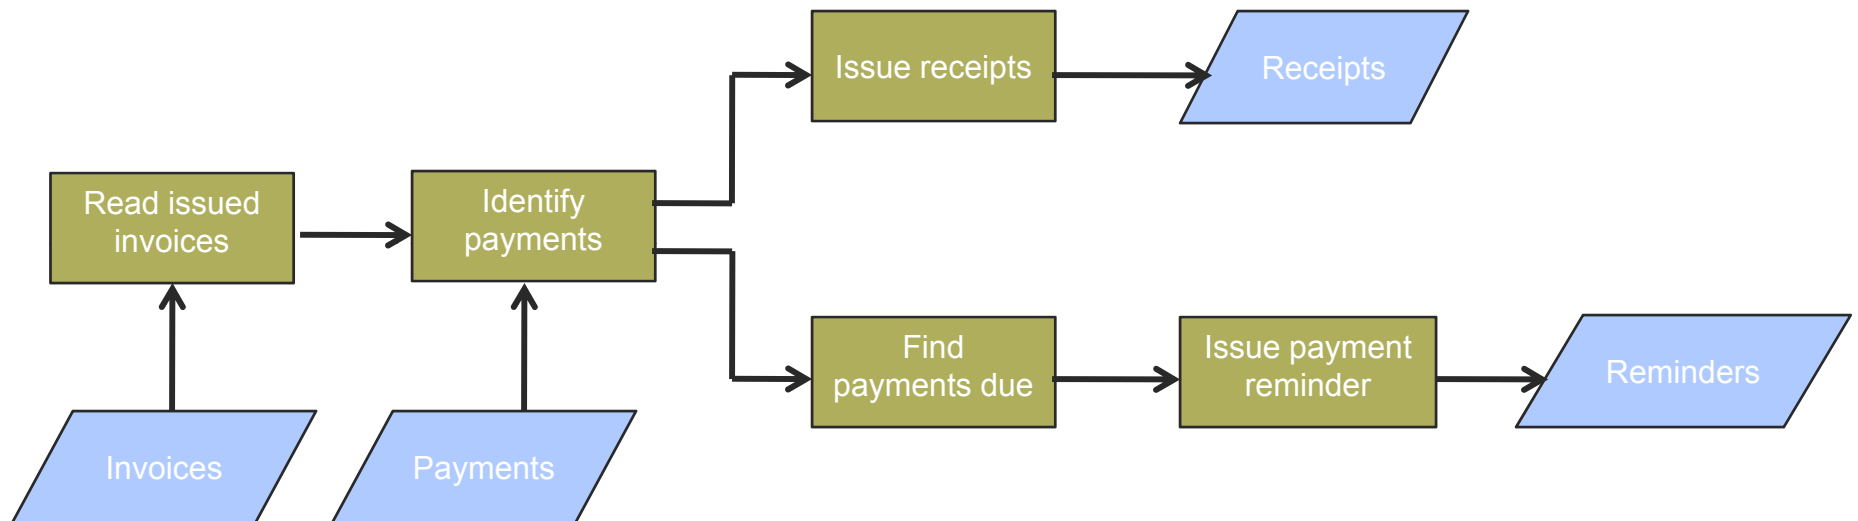 Issue receipts
Receipts
Read issued
invoices
Identify
payments
Find
payments due
Issue payment
reminder
Reminders
Invoices
Payments